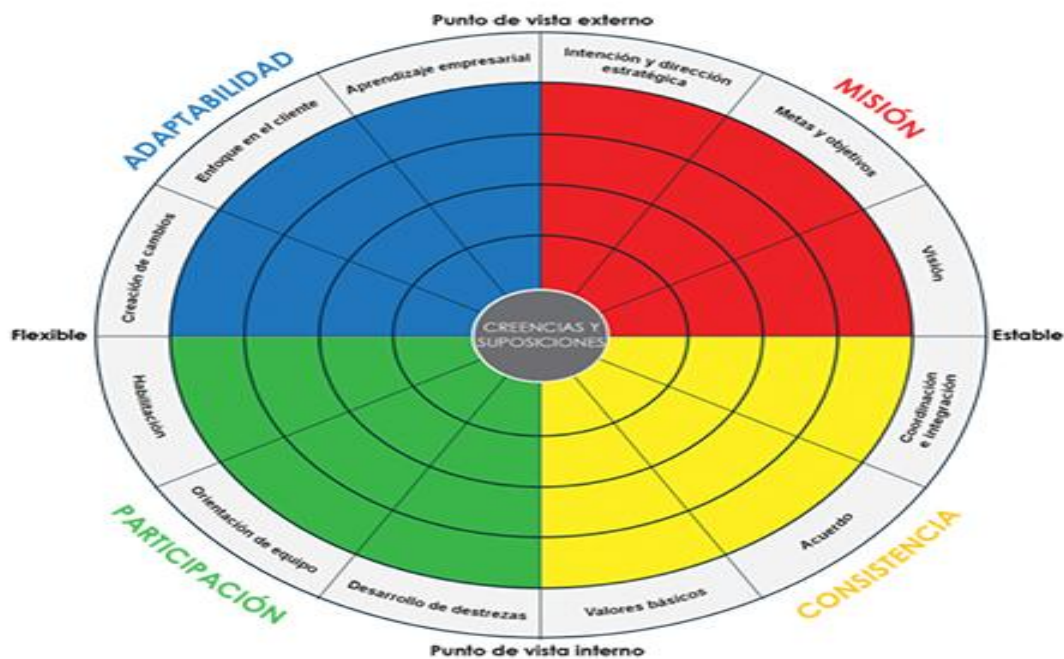 Punto de vista externo
ADAPTABILIDAD
MISIÓN
Aprendizaje empresarial
Intención y dirección
estratégica
Enfoque en el cliente
Metas y objetivos
Creación de cambios
Visión
Flexible
CREENCIAS Y
SUPOSICIONES
Estable
Habilitación
Coordinación
e integración
Orientación de equipo
Acuerdo
Desarrollo de destrezas
Valores básicos
PARTICIPACIÓN
CONSISTENCIA
Punto de vista interno